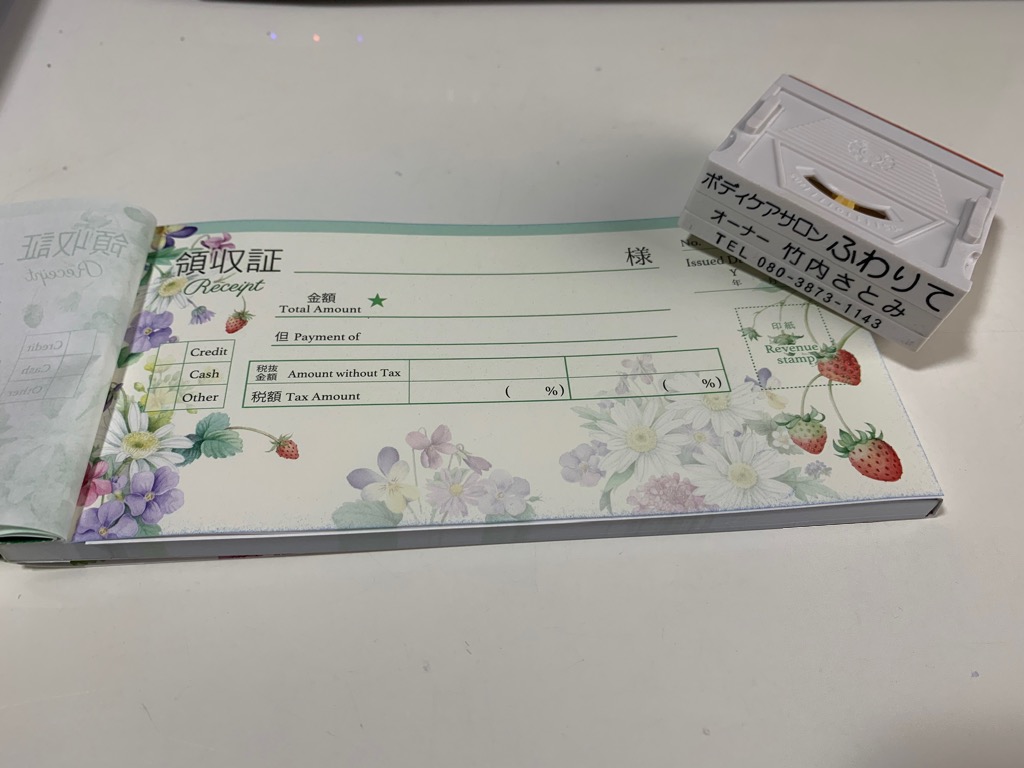 領収証
Receipt
様
No.
Issued D
Y
年
金額 ★
Total Amount
但 Payment of
Credit
Cash
Other
税抜金額 Amount without Tax
税額 Tax Amount ( %) ( %)
印紙
Revenue
stamp
ボディケアサロン ふわりて
オーナー 竹内さとみ
TEL 080-3873-1143
領収証
Receipt
Credit
Cash
Other